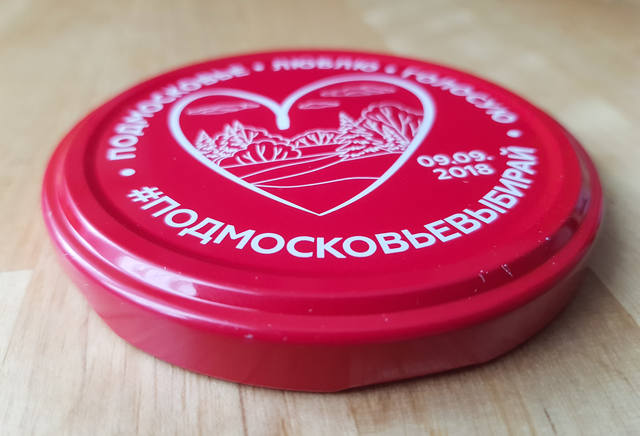 ПОДМОСКОВЬЕ • ЛЮБЛЮ • ГОЛОСУЮ
09.09.
2018
#ПОДМОСКОВЬЕВЫБИРАЙ